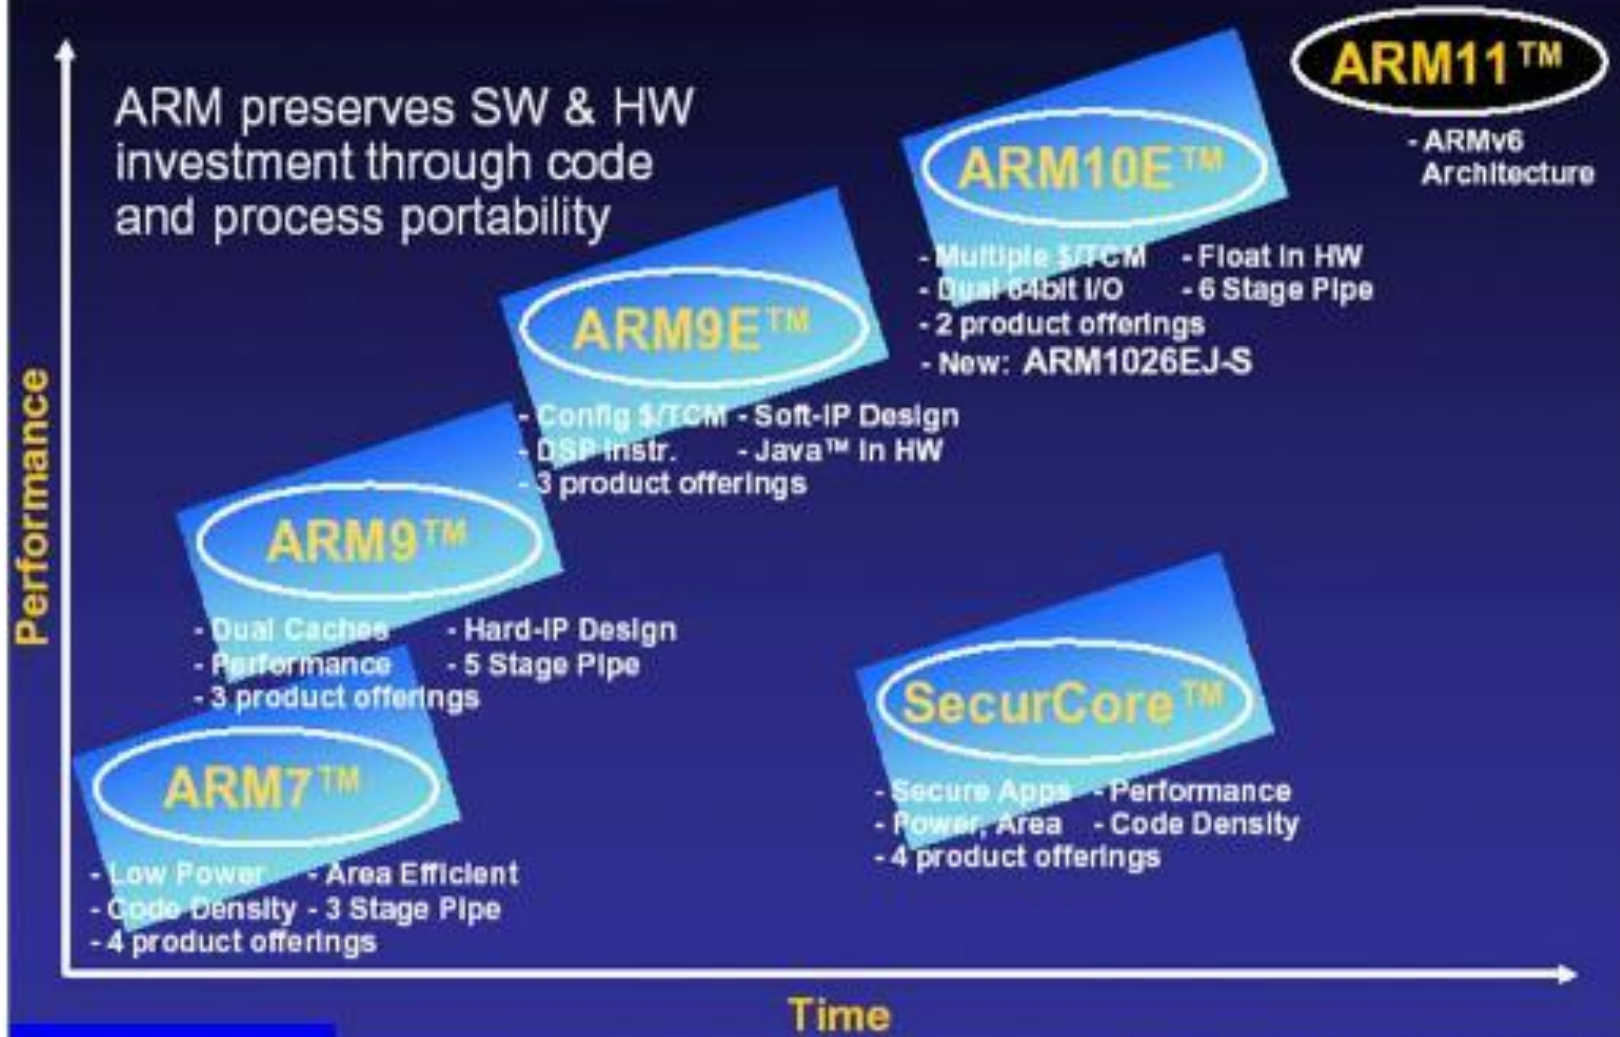 ARM preserves SW & HW
investment through code
and process portability
ARM11™
- ARMv6
Architecture
ARM10E™
- Multiple $/TCM - Float in HW
- Dual 64bit I/O - 6 Stage Pipe
- 2 product offerings
- New: ARM1026EJ-S
ARM9E™
- Config $/TCM - Soft-IP Design
- DSP Instr. - Java™ in HW
- 3 product offerings
ARM9™
- Dual Caches - Hard-IP Design
- Performance - 5 Stage Pipe
- 3 product offerings
SecurCore™
- Secure Apps - Performance
- Power, Area - Code Density
- 4 product offerings
ARM7™
- Low Power - Area Efficient
- Code Density - 3 Stage Pipe
- 4 product offerings
Performance
Time